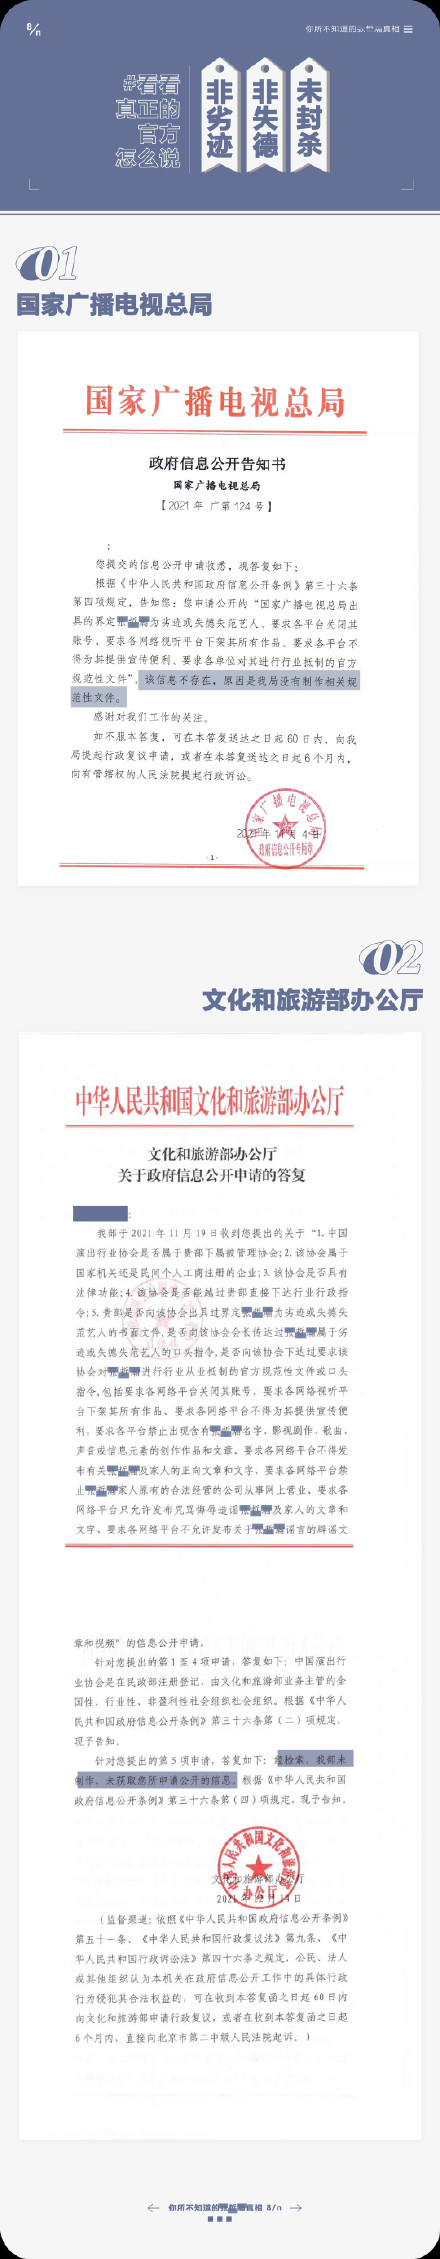 8/n
你所不知道的 真相
#看看
真正的
官方
怎么说
非劣迹
非失德
未封杀
01
国家广播电视总局
国家广播电视总局
政府信息公开告知书
国家广播电视总局
【2021 年 广第 124 号】
：
您提交的信息公开申请收悉，现答复如下：
根据《中华人民共和国政府信息公开条例》第三十六条
第四项规定，告知您：您申请公开的“国家广播电视总局出
具的界定 为劣迹或失德失范艺人、要求各平台关闭其
账号、要求各网络视听平台下架其所有作品、要求各平台不
得为其提供宣传便利、要求各单位对其进行行业抵制的官方
规范性文件”，该信息不存在，原因是我局没有制作相关规
范性文件。
感谢对我们工作的关注。
如不服本答复，可在本答复送达之日起 60 日内，向我
局提起行政复议申请，或者在本答复送达之日起 6 个月内，
向有管辖权的人民法院提起行政诉讼。
国家广播电视总局
2021 年 11 月 4 日
政府信息公开专用章
-1-
02
文化和旅游部办公厅
中华人民共和国文化和旅游部办公厅
文化和旅游部办公厅
关于政府信息公开申请的答复
：
我部于 2021 年 11 月 19 日收到您提出的关于“1.中国
演出行业协会是否属于贵部下属被管理协会；2.该协会属于
国家机关还是民间个人工商注册的企业；3.该协会是否具有
法律功能；4.该协会是否能越过贵部直接下达行业行政指
令；5.贵部是否向该协会出具过界定 为劣迹或失德失
范艺人的书面文件，是否向该协会会长传达过 属于劣
迹或失德失范艺人的口头指令，是否向该协会下达过要求该
协会对 进行行业从业抵制的官方规范性文件或口头
指令，包括要求各网络平台关闭其账号、要求各网络视听平
台下架其所有作品、要求各平台不得为其提供宣传便
利、要求各平台禁止出现含有 名字、影视剧作、歌曲、
声音或信息元素的创作作品和文章、要求各网络平台不得发
布有关 及家人的正向文章和文字、要求各网络平台禁
止 家人原有的合法经营的公司从事网上营业、要求各
网络平台只允许发布咒骂侮辱造谣 及家人的文章和
文字、要求各网络平台不允许发布关于 谣言的辟谣文
章和视频”的信息公开申请。
针对您提出的第 1 至 4 项申请，答复如下：中国演出行
业协会是在民政部注册登记，由文化和旅游部业务主管的全
国性、行业性、非盈利性社会组织社会组织。根据《中华人
民共和国政府信息公开条例》第三十六条第（二）项规定，
现予告知。
针对您提出的第 5 项申请，答复如下：经检索，我部未
制作、未获取您所申请公开的信息。根据《中华人民共和国
政府信息公开条例》第三十六条第（四）项规定，现予告知。
中华人民共和国文化和旅游部
办公厅
文化和旅游部办公厅
2021 年 12 月 14 日
（监督渠道：依照《中华人民共和国政府信息公开条例》
第五十一条、《中华人民共和国行政复议法》第九条、《中
华人民共和国行政诉讼法》第四十六条之规定，公民、法人
或其他组织认为本机关在政府信息公开工作中的具体行政
行为侵犯其合法权益的，可在收到本答复函之日起 60 日内
向文化和旅游部申请行政复议，或者在收到本答复函之日起
6 个月内，直接向北京市第二中级人民法院起诉。）
你所不知道的 真相 8/n